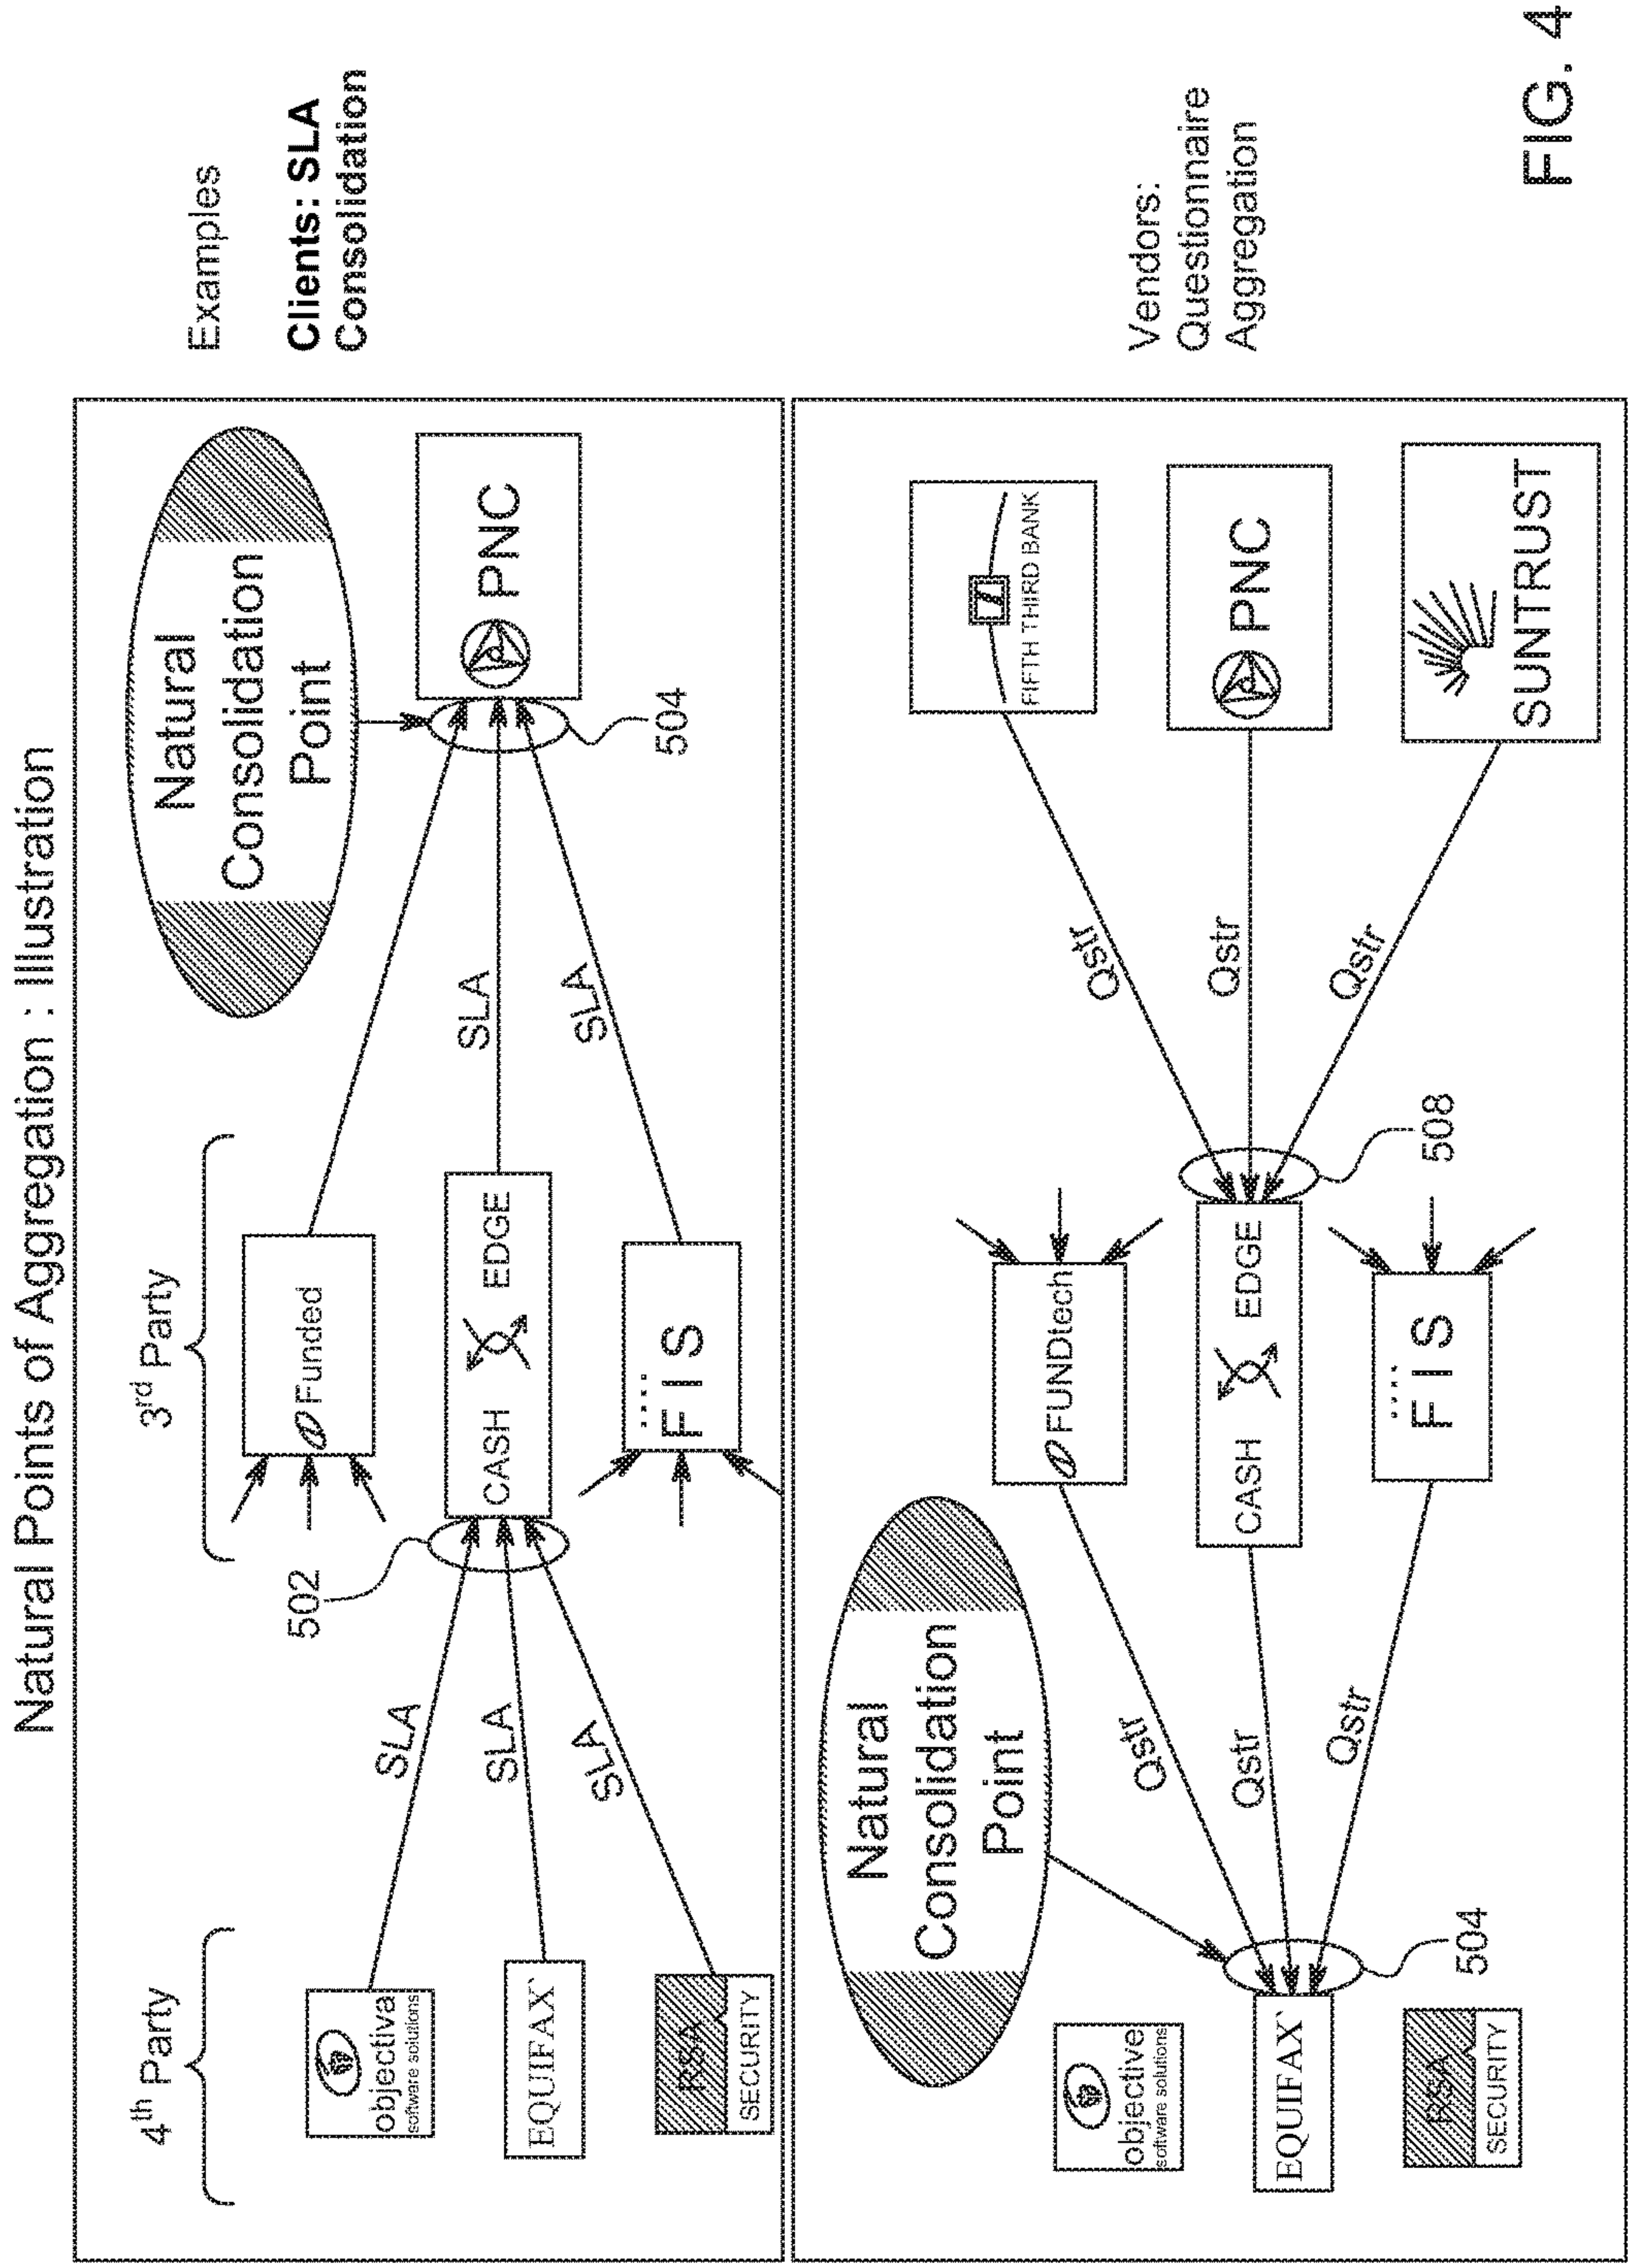 Natural Points of Aggregation : Illustration
Examples
4th Party
3rd Party
Natural
Consolidation
Point
Clients: SLA
Consolidation
502
504
objectiva
software solutions
EQUIFAX
RSA
SECURITY
SLA
SLA
SLA
Funded
CASH EDGE
FIS
SLA
SLA
PNC
Natural
Consolidation
Point
Vendors:
Questionnaire
Aggregation
objective
software solutions
EQUIFAX
RSA
SECURITY
504
Qstr
Qstr
Qstr
FUNDtech
CASH EDGE
FIS
508
Qstr
Qstr
Qstr
FIFTH THIRD BANK
PNC
SUNTRUST
FIG. 4